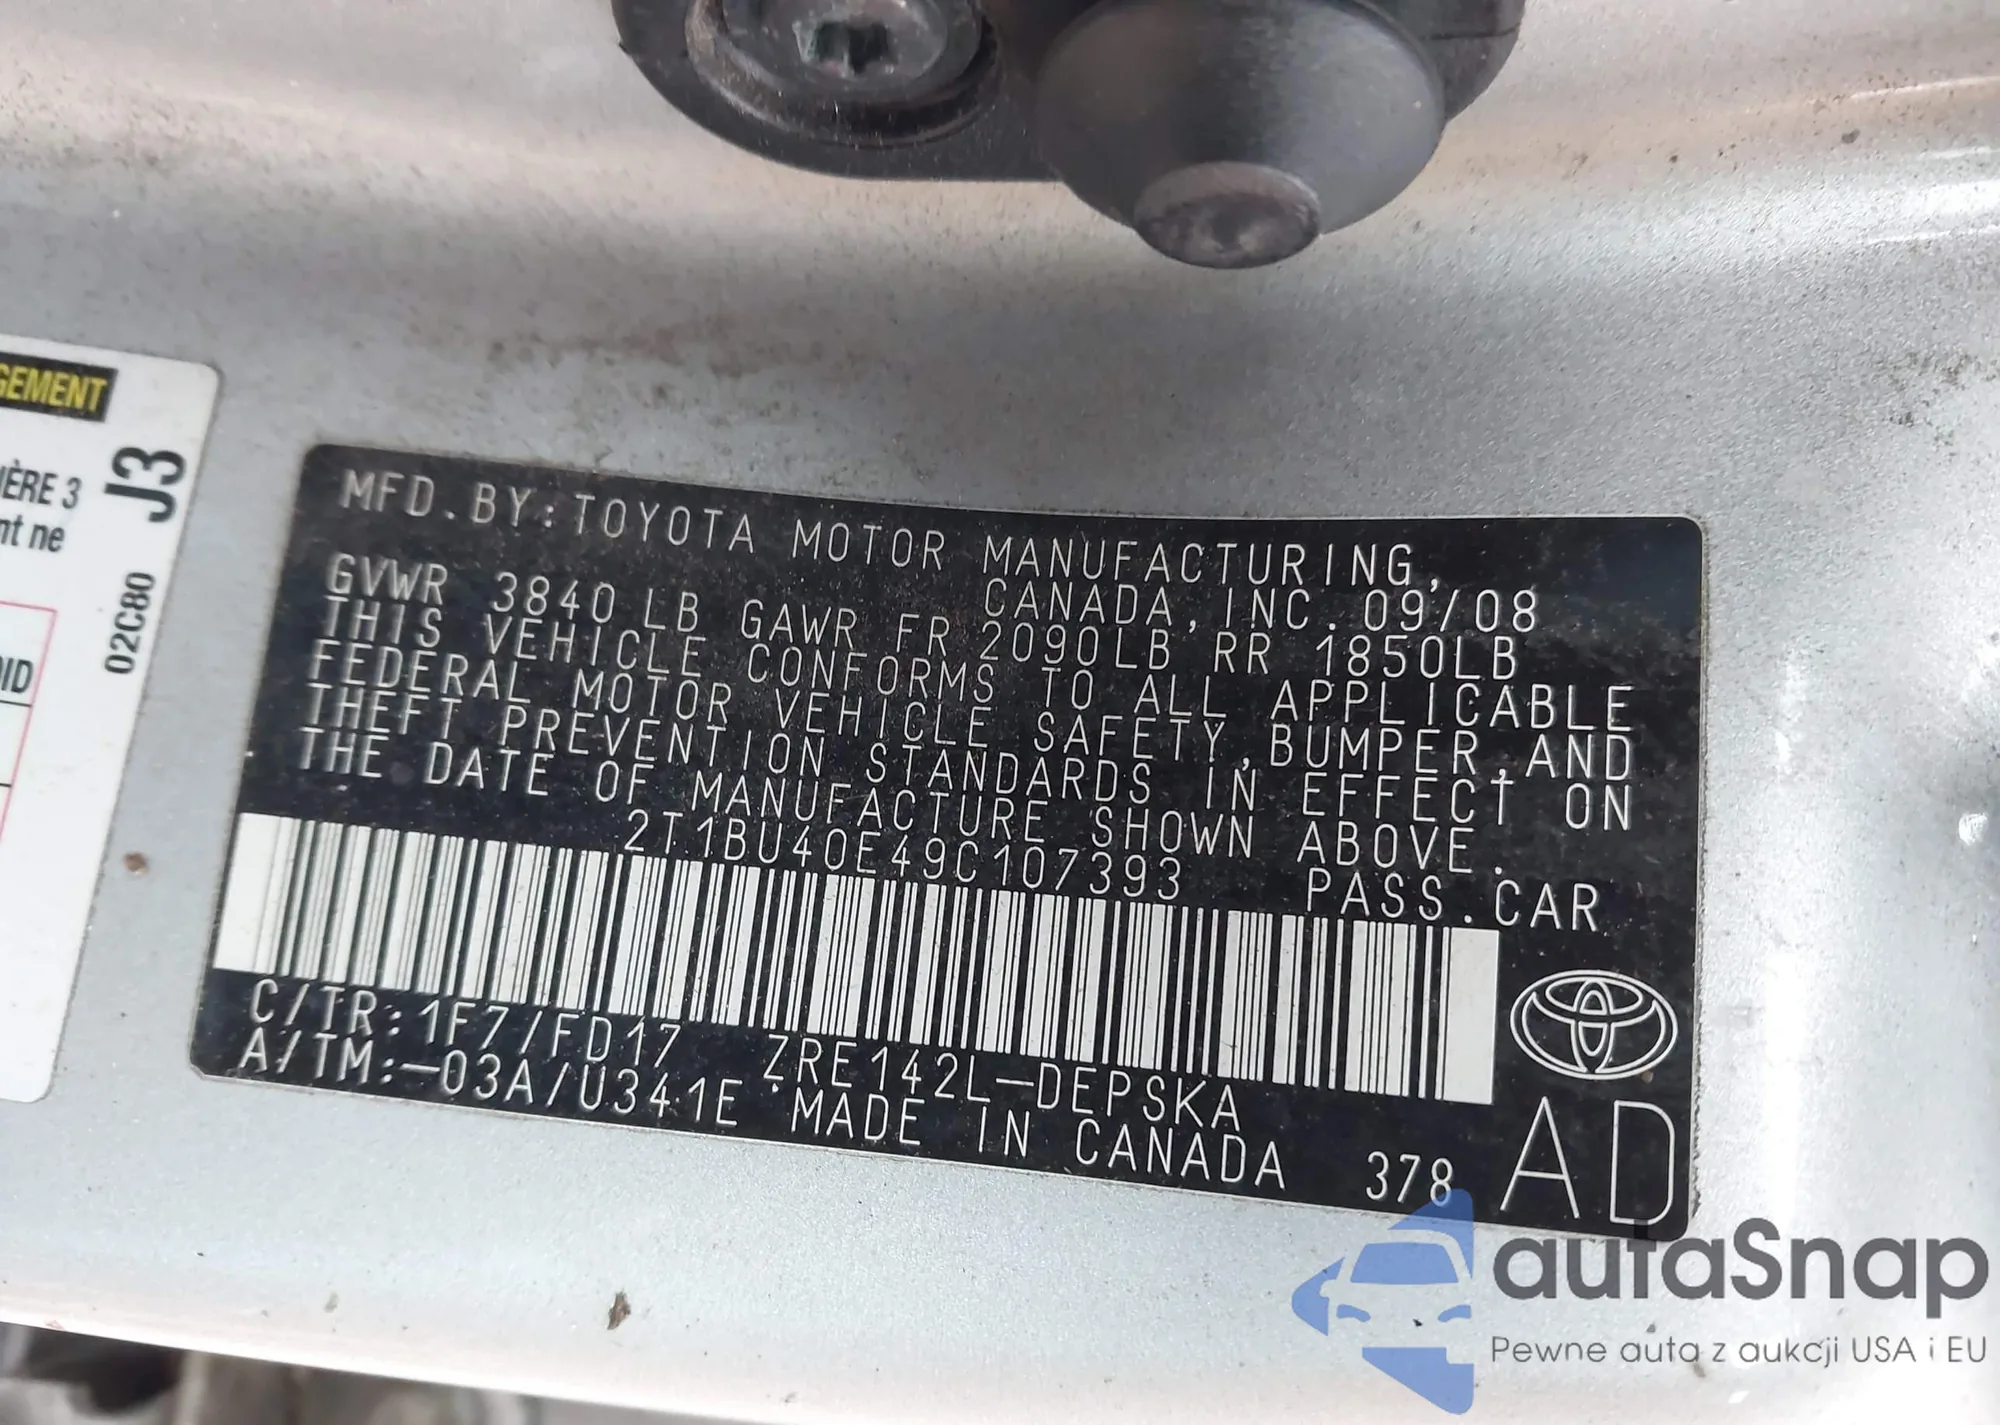 GEMENT
IÈRE 3
nt ne
J3
02C80
MFD. BY: TOYOTA MOTOR MANUFACTURING,
CANADA, INC. 09/08
GVWR 3840 LB GAWR FR 2090LB RR 1850LB
THIS VEHICLE CONFORMS TO ALL APPLICABLE
FEDERAL MOTOR VEHICLE SAFETY, BUMPER, AND
THEFT PREVENTION STANDARDS IN EFFECT ON
THE DATE OF MANUFACTURE SHOWN ABOVE.
2T1BU40E49C107393 PASS. CAR
C/TR: 1F7/FD17 ZRE142L-DEPSKA
A/TM: -03A/U341E MADE IN CANADA 378
AD
autaSnap
Pewne auta z aukcji USA i EU